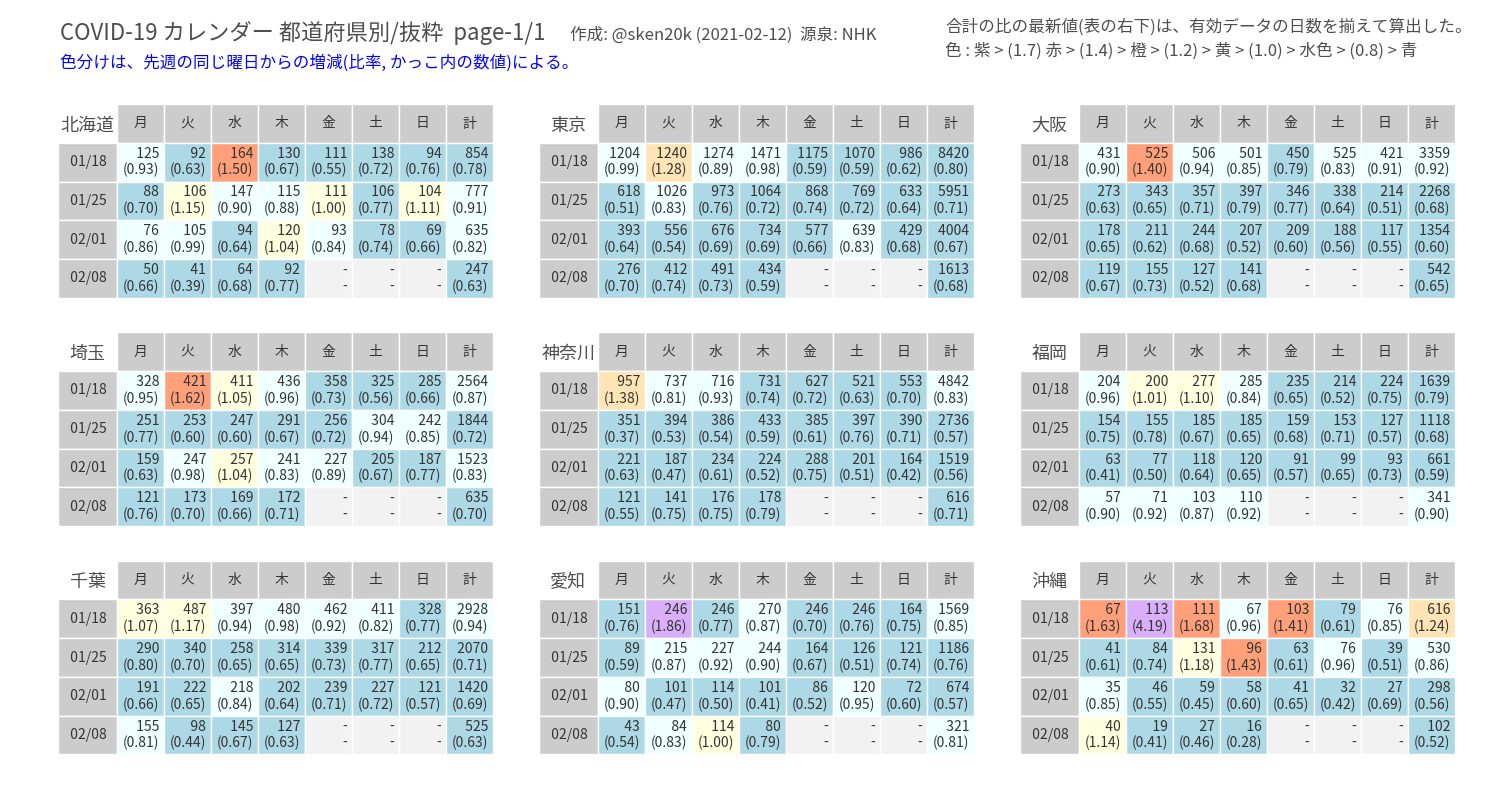 COVID-19 カレンダー 都道府県別/抜粋 page-1/1 作成: @sken20k (2021-02-12) 源泉: NHK
色分けは、先週の同じ曜日からの増減(比率, かっこ内の数値)による。
合計の比の最新値(表の右下)は、有効データの日数を揃えて算出した。
色 : 紫 > (1.7) 赤 > (1.4) > 橙 > (1.2) > 黄 > (1.0) > 水色 > (0.8) > 青
北海道 月 火 水 木 金 土 日 計
01/18 125 92 164 130 111 138 94 854
(0.93) (0.63) (1.50) (0.67) (0.55) (0.72) (0.76) (0.78)
01/25 88 106 147 115 111 106 104 777
(0.70) (1.15) (0.90) (0.88) (1.00) (0.77) (1.11) (0.91)
02/01 76 105 94 120 93 78 69 635
(0.86) (0.99) (0.64) (1.04) (0.84) (0.74) (0.66) (0.82)
02/08 50 41 64 92 - - - 247
(0.66) (0.39) (0.68) (0.77) - - - (0.63)
東京 月 火 水 木 金 土 日 計
01/18 1204 1240 1274 1471 1175 1070 986 8420
(0.99) (1.28) (0.89) (0.98) (0.59) (0.59) (0.62) (0.80)
01/25 618 1026 973 1064 868 769 633 5951
(0.51) (0.83) (0.76) (0.72) (0.74) (0.72) (0.64) (0.71)
02/01 393 556 676 734 577 639 429 4004
(0.64) (0.54) (0.69) (0.69) (0.66) (0.83) (0.68) (0.67)
02/08 276 412 491 434 - - - 1613
(0.70) (0.74) (0.73) (0.59) - - - (0.68)
大阪 月 火 水 木 金 土 日 計
01/18 431 525 506 501 450 525 421 3359
(0.90) (1.40) (0.94) (0.85) (0.79) (0.83) (0.91) (0.92)
01/25 273 343 357 397 346 338 214 2268
(0.63) (0.65) (0.71) (0.79) (0.77) (0.64) (0.51) (0.68)
02/01 178 211 244 207 209 188 117 1354
(0.65) (0.62) (0.68) (0.52) (0.60) (0.56) (0.55) (0.60)
02/08 119 155 127 141 - - - 542
(0.67) (0.73) (0.52) (0.68) - - - (0.65)
埼玉 月 火 水 木 金 土 日 計
01/18 328 421 411 436 358 325 285 2564
(0.95) (1.62) (1.05) (0.96) (0.73) (0.56) (0.66) (0.87)
01/25 251 253 247 291 256 304 242 1844
(0.77) (0.60) (0.60) (0.67) (0.72) (0.94) (0.85) (0.72)
02/01 159 247 257 241 227 205 187 1523
(0.63) (0.98) (1.04) (0.83) (0.89) (0.67) (0.77) (0.83)
02/08 121 173 169 172 - - - 635
(0.76) (0.70) (0.66) (0.71) - - - (0.70)
神奈川 月 火 水 木 金 土 日 計
01/18 957 737 716 731 627 521 553 4842
(1.38) (0.81) (0.93) (0.74) (0.72) (0.63) (0.70) (0.83)
01/25 351 394 386 433 385 397 390 2736
(0.37) (0.53) (0.54) (0.59) (0.61) (0.76) (0.71) (0.57)
02/01 221 187 234 224 288 201 164 1519
(0.63) (0.47) (0.61) (0.52) (0.75) (0.51) (0.42) (0.56)
02/08 121 141 176 178 - - - 616
(0.55) (0.75) (0.75) (0.79) - - - (0.71)
福岡 月 火 水 木 金 土 日 計
01/18 204 200 277 285 235 214 224 1639
(0.96) (1.01) (1.10) (0.84) (0.65) (0.52) (0.75) (0.79)
01/25 154 155 185 185 159 153 127 1118
(0.75) (0.78) (0.67) (0.65) (0.68) (0.71) (0.57) (0.68)
02/01 63 77 118 120 91 99 93 661
(0.41) (0.50) (0.64) (0.65) (0.57) (0.65) (0.73) (0.59)
02/08 57 71 103 110 - - - 341
(0.90) (0.92) (0.87) (0.92) - - - (0.90)
千葉 月 火 水 木 金 土 日 計
01/18 363 487 397 480 462 411 328 2928
(1.07) (1.17) (0.94) (0.98) (0.92) (0.82) (0.77) (0.94)
01/25 290 340 258 314 339 317 212 2070
(0.80) (0.70) (0.65) (0.65) (0.73) (0.77) (0.65) (0.71)
02/01 191 222 218 202 239 227 121 1420
(0.66) (0.65) (0.84) (0.64) (0.71) (0.72) (0.57) (0.69)
02/08 155 98 145 127 - - - 525
(0.81) (0.44) (0.67) (0.63) - - - (0.63)
愛知 月 火 水 木 金 土 日 計
01/18 151 246 246 270 246 246 164 1569
(0.76) (1.86) (0.77) (0.87) (0.70) (0.76) (0.75) (0.85)
01/25 89 215 227 244 164 126 121 1186
(0.59) (0.87) (0.92) (0.90) (0.67) (0.51) (0.74) (0.76)
02/01 80 101 114 101 86 120 72 674
(0.90) (0.47) (0.50) (0.41) (0.52) (0.95) (0.60) (0.57)
02/08 43 84 114 80 - - - 321
(0.54) (0.83) (1.00) (0.79) - - - (0.81)
沖縄 月 火 水 木 金 土 日 計
01/18 67 113 111 67 103 79 76 616
(1.63) (4.19) (1.68) (0.96) (1.41) (0.61) (0.85) (1.24)
01/25 41 84 131 96 63 76 39 530
(0.61) (0.74) (1.18) (1.43) (0.61) (0.96) (0.51) (0.86)
02/01 35 46 59 58 41 32 27 298
(0.85) (0.55) (0.45) (0.60) (0.65) (0.42) (0.69) (0.56)
02/08 40 19 27 16 - - - 102
(1.14) (0.41) (0.46) (0.28) - - - (0.52)